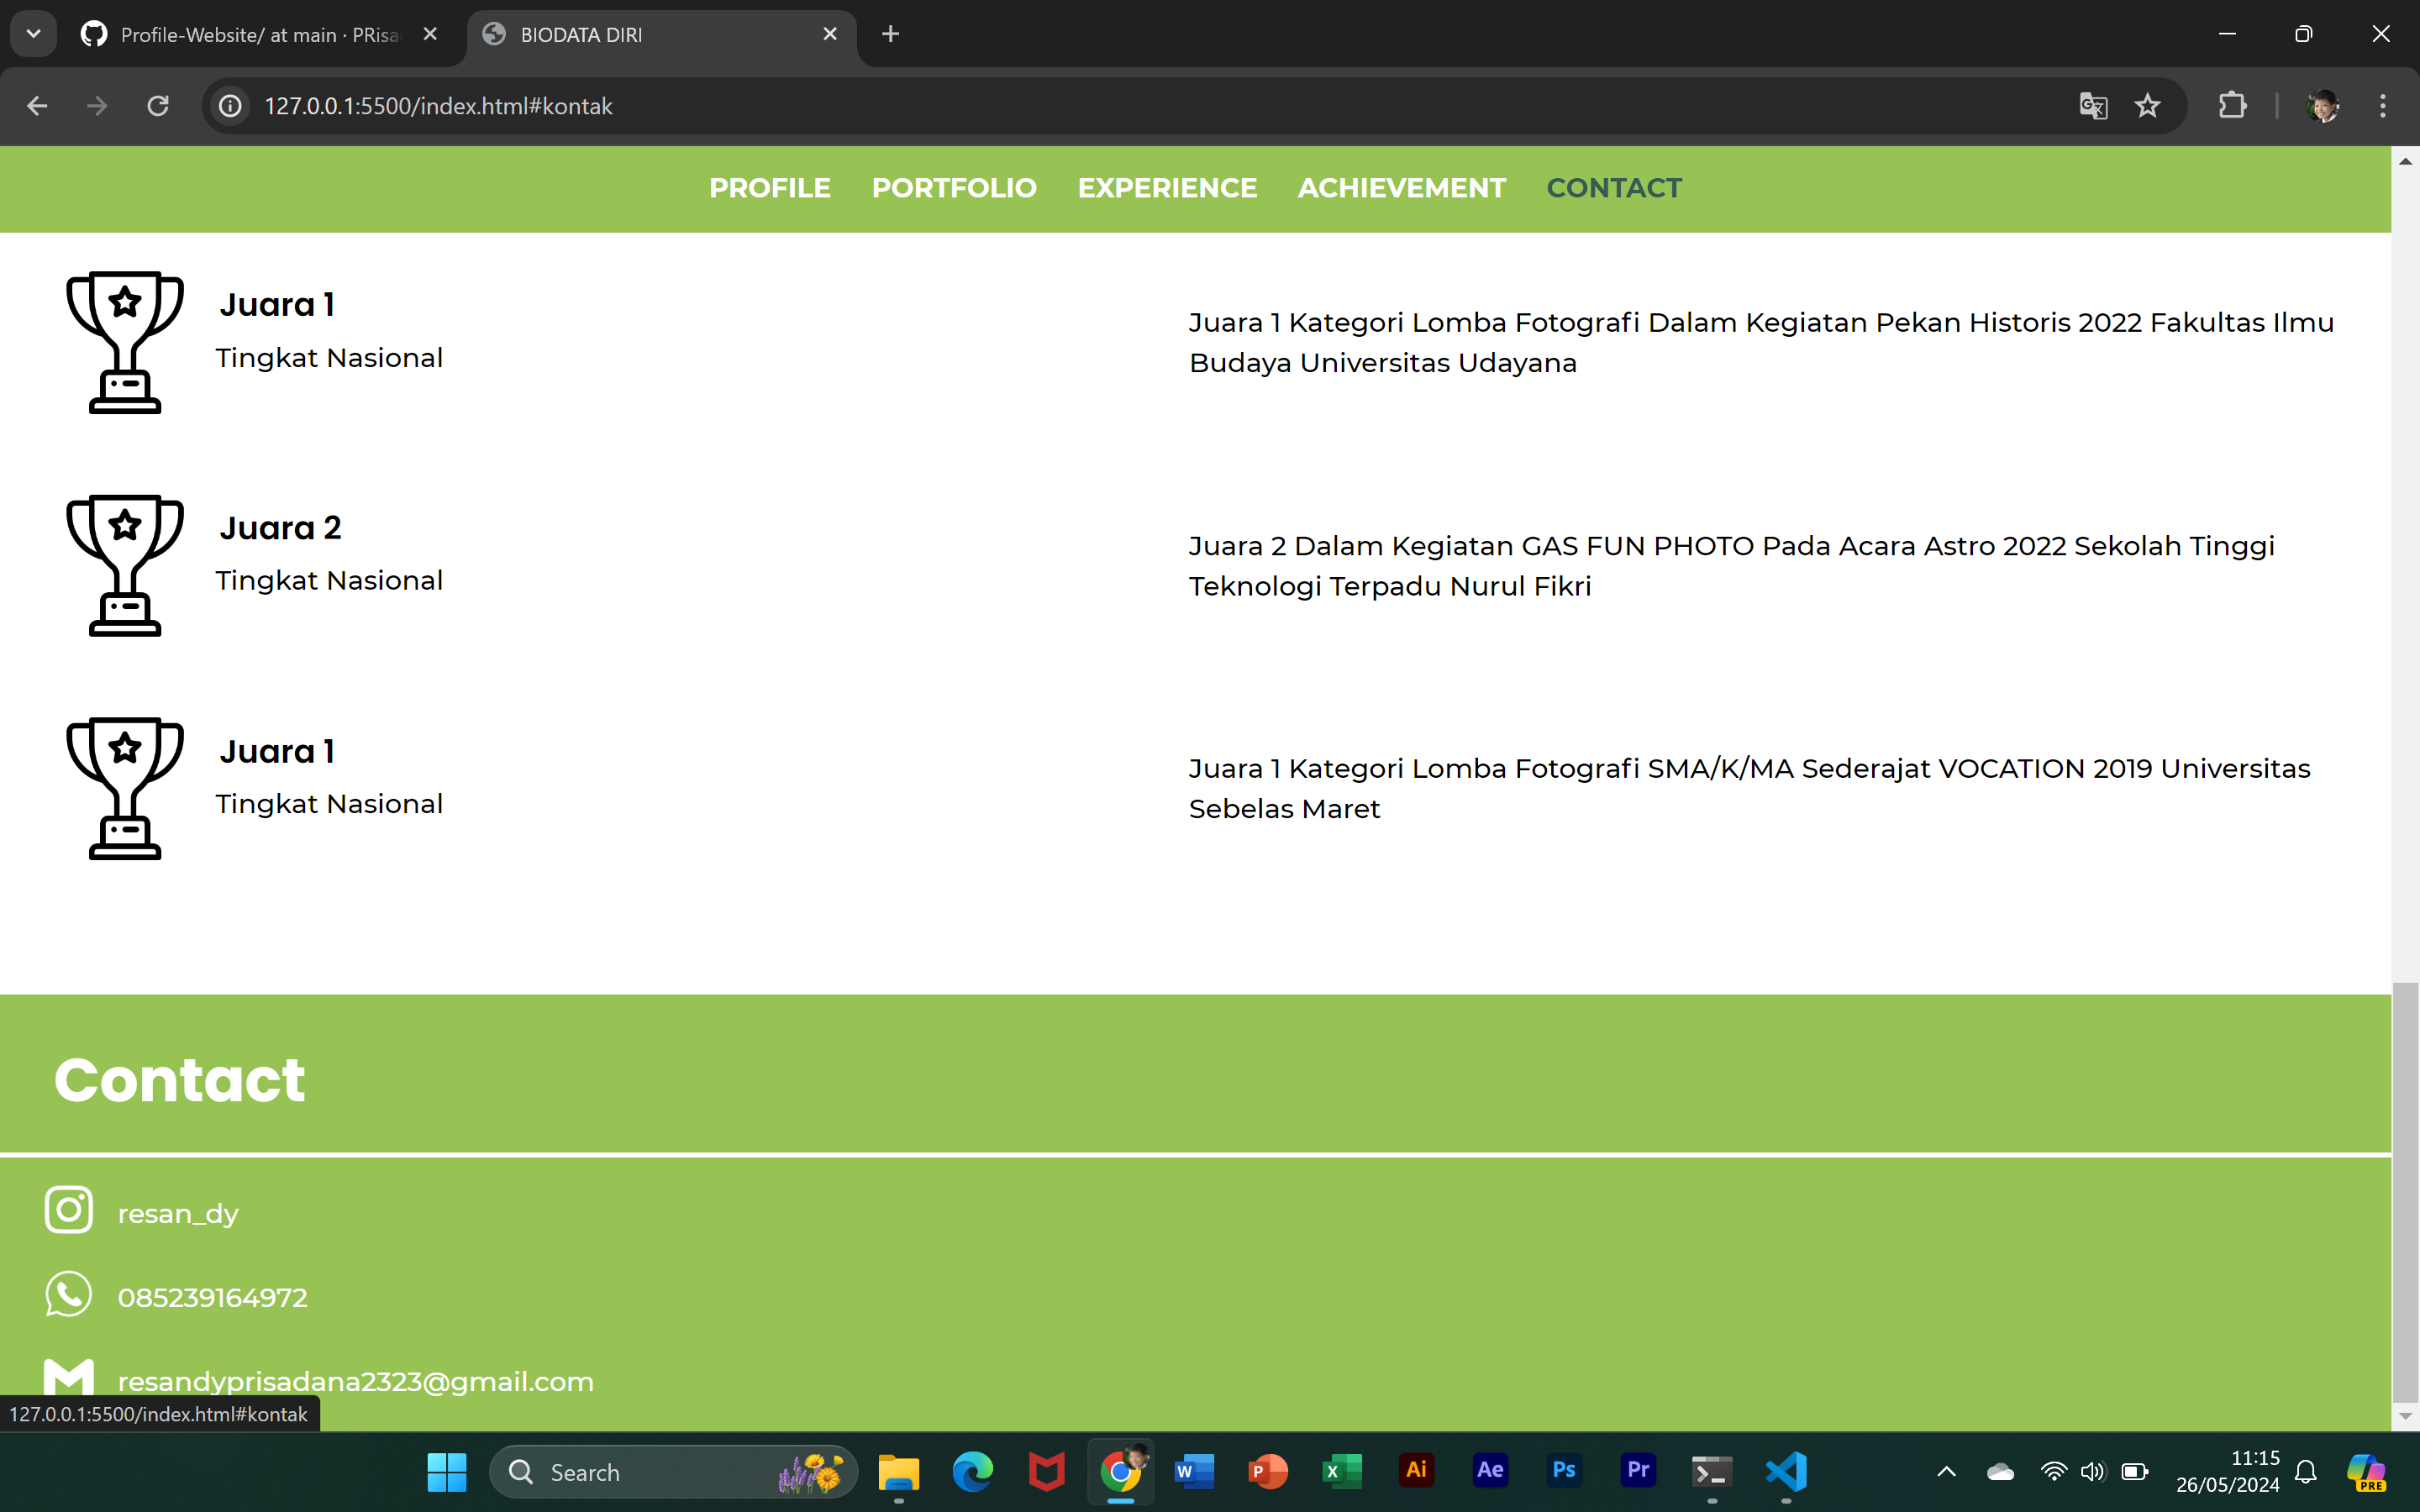 Profile-Website/ at main · PRisa
BIODATA DIRI
127.0.0.1:5500/index.html#kontak
PROFILE PORTFOLIO EXPERIENCE ACHIEVEMENT CONTACT
Juara 1
Tingkat Nasional
Juara 1 Kategori Lomba Fotografi Dalam Kegiatan Pekan Historis 2022 Fakultas Ilmu
Budaya Universitas Udayana
Juara 2
Tingkat Nasional
Juara 2 Dalam Kegiatan GAS FUN PHOTO Pada Acara Astro 2022 Sekolah Tinggi
Teknologi Terpadu Nurul Fikri
Juara 1
Tingkat Nasional
Juara 1 Kategori Lomba Fotografi SMA/K/MA Sederajat VOCATION 2019 Universitas
Sebelas Maret
Contact
resan_dy
085239164972
resandyprisadana2323@gmail.com
127.0.0.1:5500/index.html#kontak
Search
W
P
X
Ai
Ae
Ps
Pr
11:15
26/05/2024
PRE